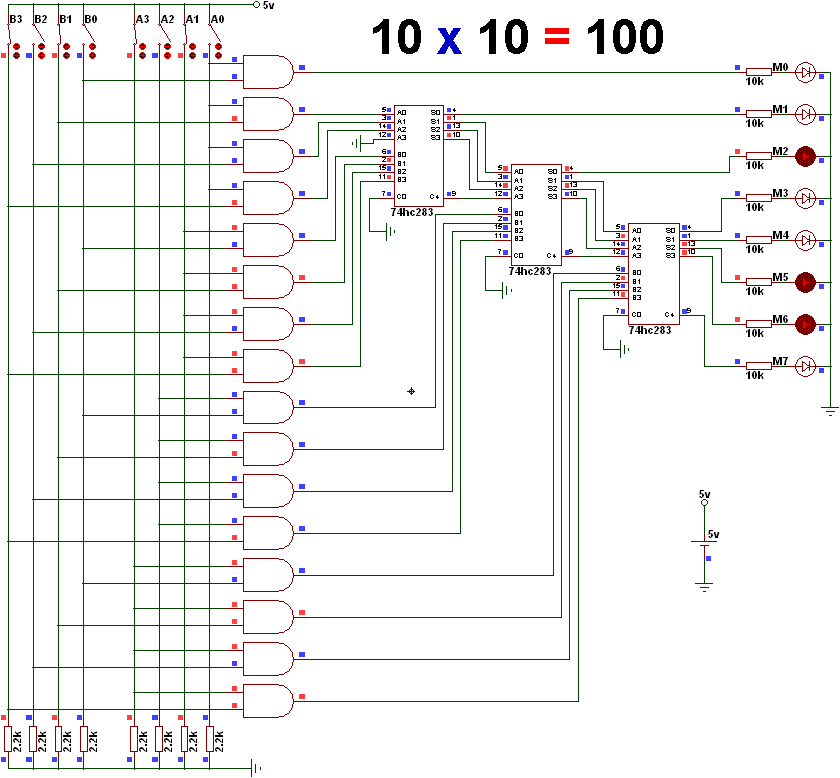 5v
B3 B2 B1 B0 A3 A2 A1 A0
10 x 10 = 100
M0
10k
M1
10k
M2
10k
M3
10k
M4
10k
M5
10k
M6
10k
M7
10k
5 A0 S0 4
3 A1 S1 1
14 A2 S2 13
12 A3 S3 10
6 B0
2 B1
15 B2
11 B3
7 C0 C4 9
74hc283
5 A0 S0 4
3 A1 S1 1
14 A2 S2 13
12 A3 S3 10
6 B0
2 B1
15 B2
11 B3
7 C0 C4 9
74hc283
5 A0 S0 4
3 A1 S1 1
14 A2 S2 13
12 A3 S3 10
6 B0
2 B1
15 B2
11 B3
7 C0 C4 9
74hc283
5v
5v
2.2k 2.2k 2.2k 2.2k 2.2k 2.2k 2.2k 2.2k